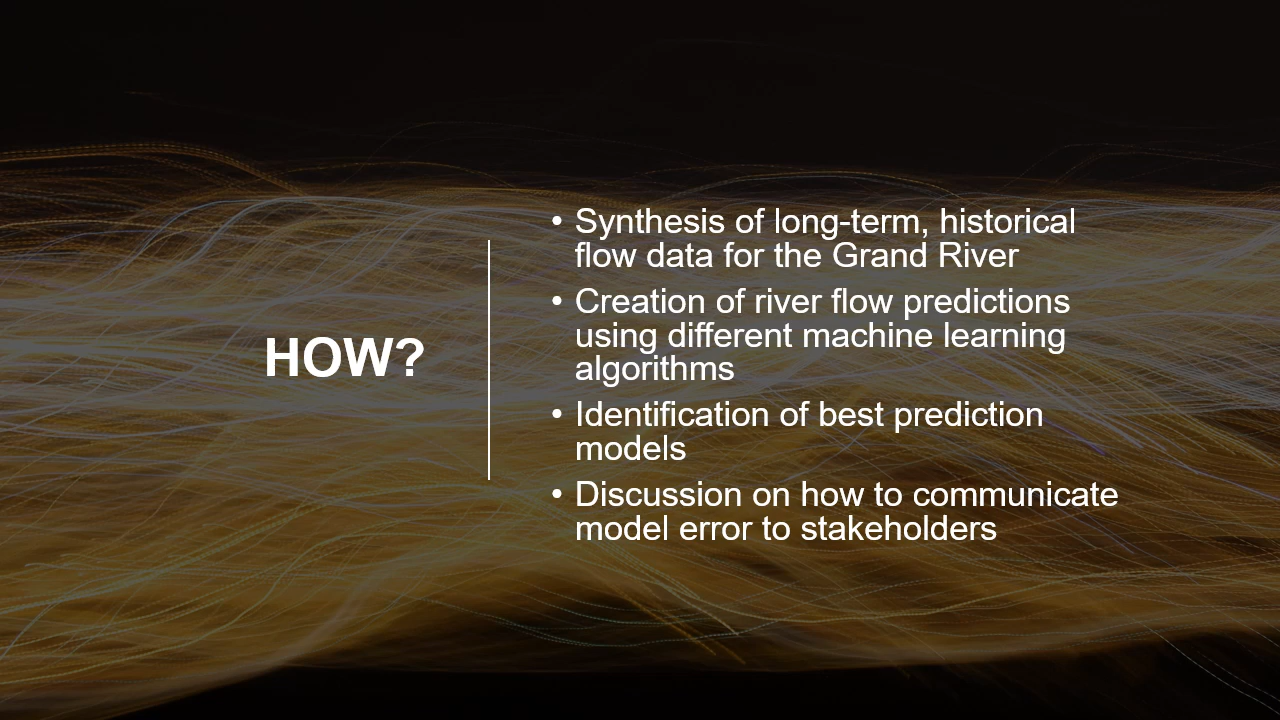 HOW?
• Synthesis of long-term, historical
flow data for the Grand River
• Creation of river flow predictions
using different machine learning
algorithms
• Identification of best prediction
models
• Discussion on how to communicate
model error to stakeholders